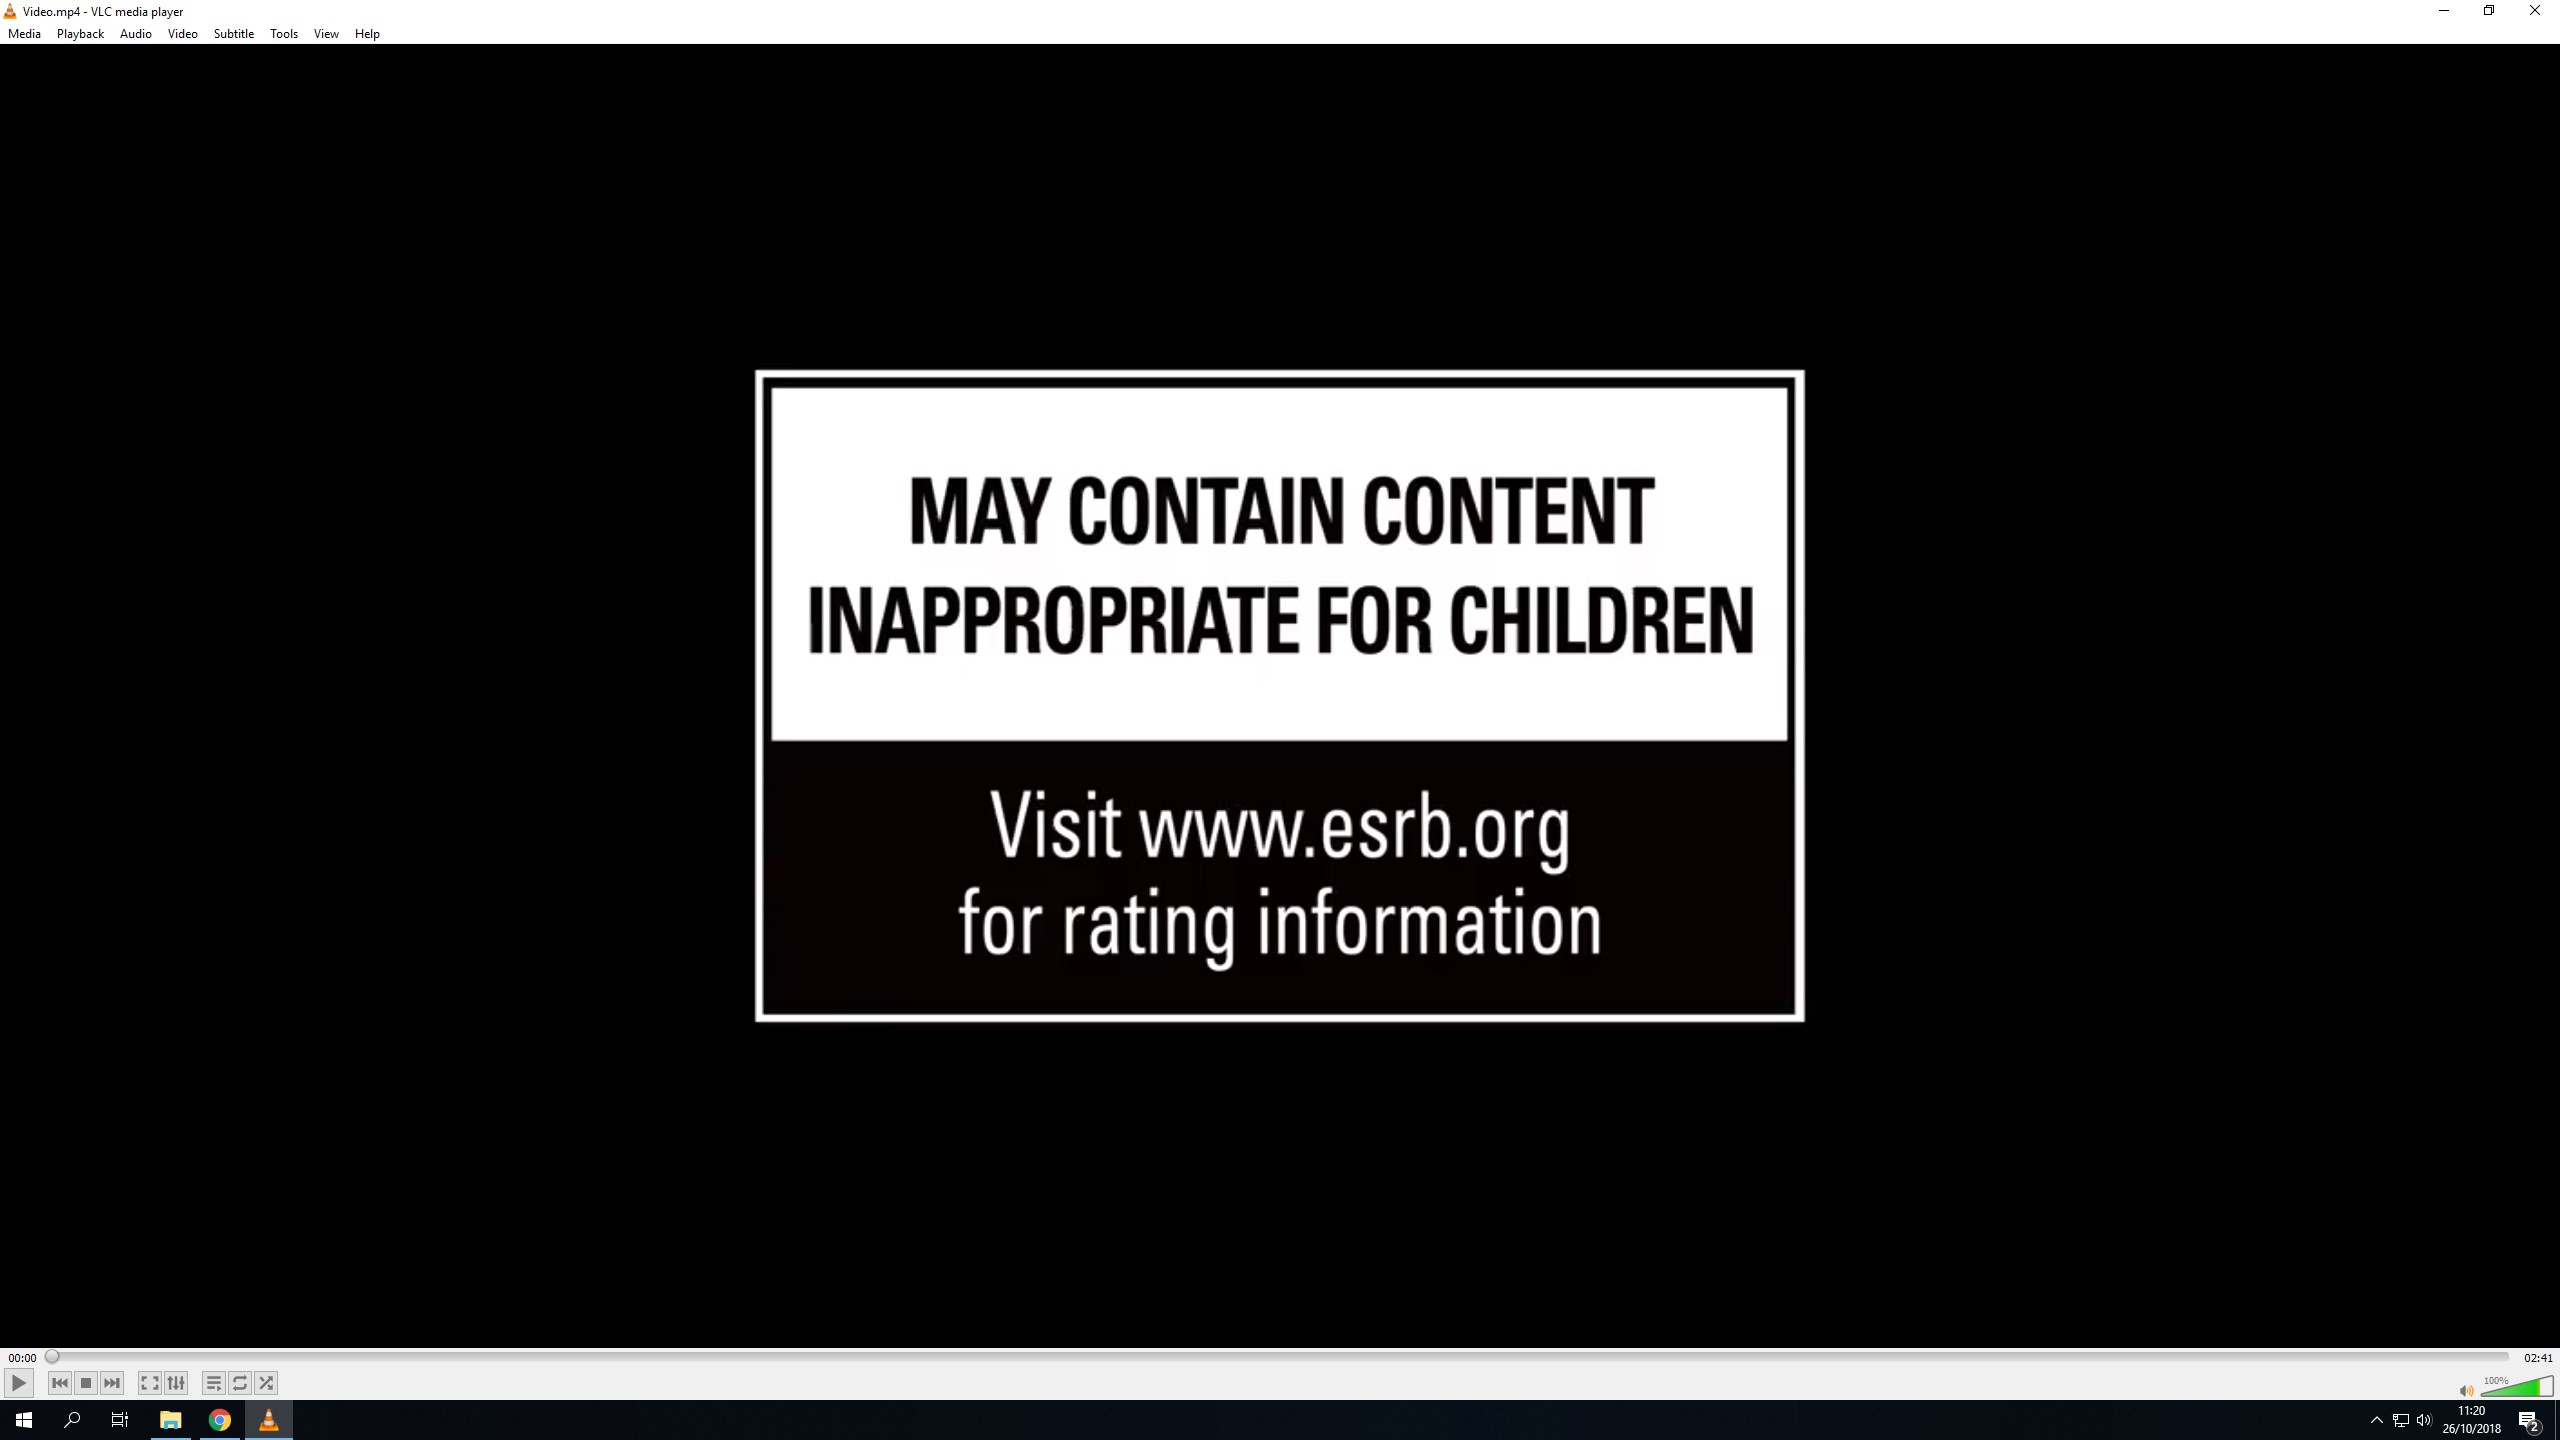 Video.mp4 - VLC media player
Media Playback Audio Video Subtitle Tools View Help
MAY CONTAIN CONTENT
INAPPROPRIATE FOR CHILDREN
Visit www.esrb.org
for rating information
00:00 02:41
100%
11:20
26/10/2018
2